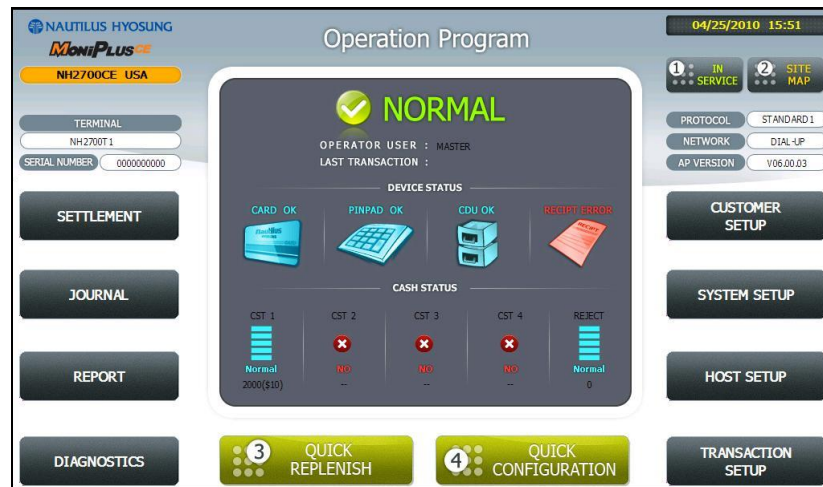 NAUTILUS HYOSUNG
MoniPlusCE
NH2700CE USA
Operation Program
04/25/2010 15:51
1 IN SERVICE
2 SITE MAP
TERMINAL
NH2700T1
SERIAL NUMBER 0000000000
PROTOCOL STANDARD1
NETWORK DIAL-UP
AP VERSION V06.00.03
NORMAL
OPERATOR USER : MASTER
LAST TRANSACTION :
DEVICE STATUS
CARD OK PINPAD OK CDU OK RECIPT ERROR
Nautilus
RECIPT
CASH STATUS
CST 1 CST 2 CST 3 CST 4 REJECT
Normal NO NO NO Normal
2000($10) -- -- -- 0
SETTLEMENT
JOURNAL
REPORT
DIAGNOSTICS
CUSTOMER
SETUP
SYSTEM SETUP
HOST SETUP
TRANSACTION
SETUP
3 QUICK
REPLENISH
4 QUICK
CONFIGURATION